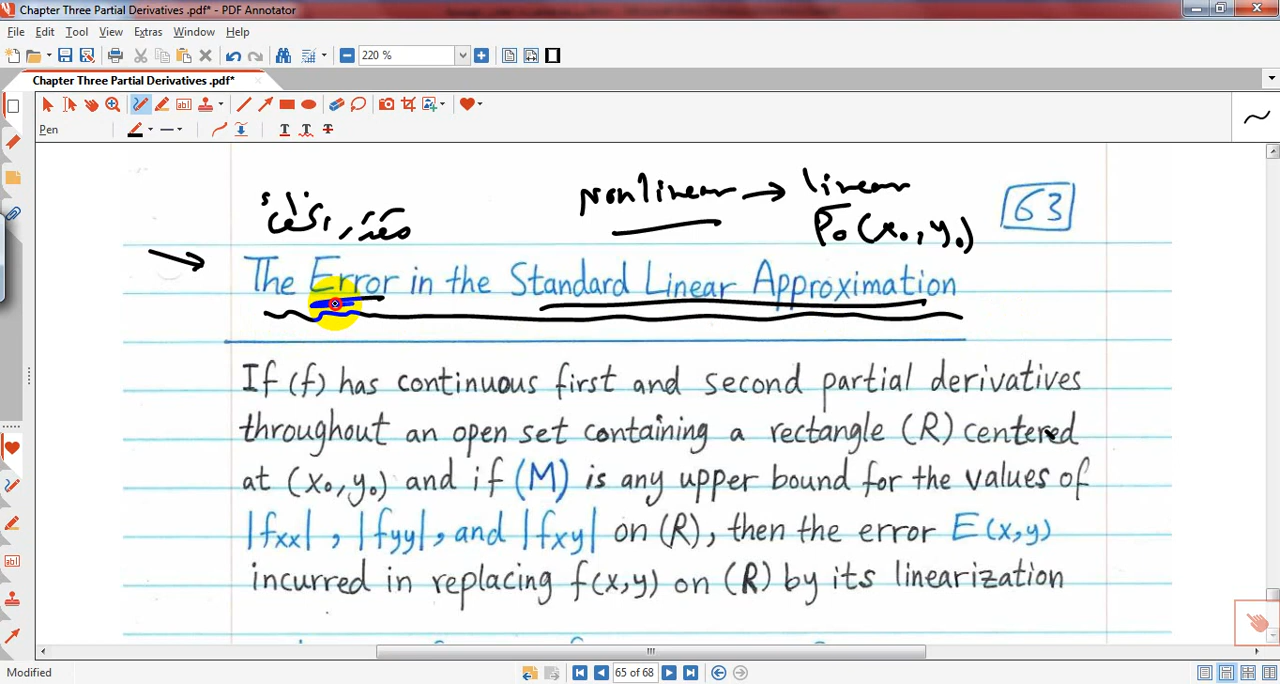 Chapter Three Partial Derivatives .pdf* - PDF Annotator
File Edit Tool View Extras Window Help
220 %
Chapter Three Partial Derivatives .pdf*
Pen
nonlinear → linear
P₀(x₀, y₀)
63
The Error in the Standard Linear Approximation
If (f) has continuous first and second partial derivatives
throughout an open set containing a rectangle (R) centered
at (x₀, y₀) and if (M) is any upper bound for the values of
|fxx|, |fyy|, and |fxy| on (R), then the error E(x,y)
incurred in replacing f(x,y) on (R) by its linearization
Modified
65 of 68